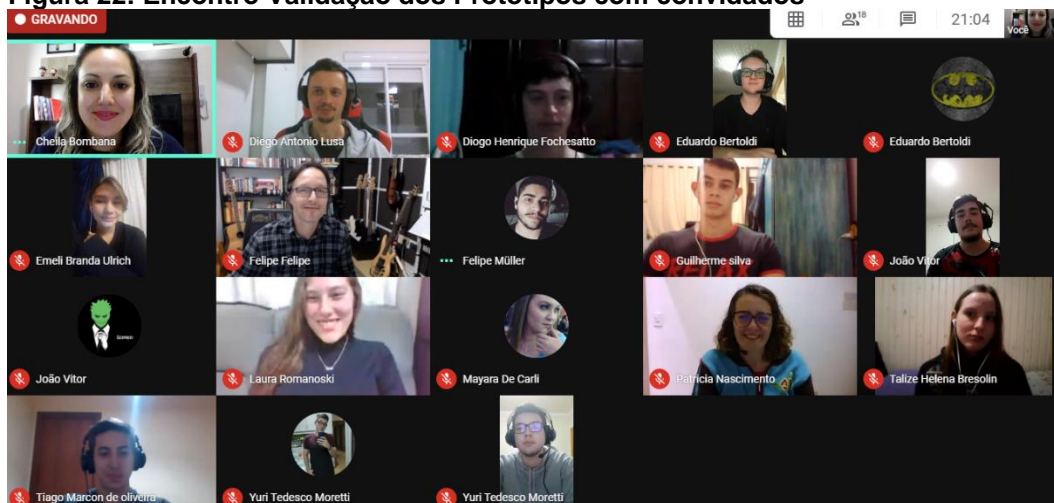 Figura 22: Encontro Validação dos Protótipos com convidados
GRAVANDO
18
21:04
Você
Cheila Bombana
Diego Antonio Lusa
Diogo Henrique Fochesatto
Eduardo Bertoldi
Eduardo Bertoldi
Emeli Branda Ulrich
Felipe Felipe
Felipe Müller
Guilherme silva
João Vitor
João Vitor
Laura Romanoski
Mayara De Carli
Patrícia Nascimento
Talize Helena Bresolin
Tiago Marcon de oliveira
Yuri Tedesco Moretti
Yuri Tedesco Moretti